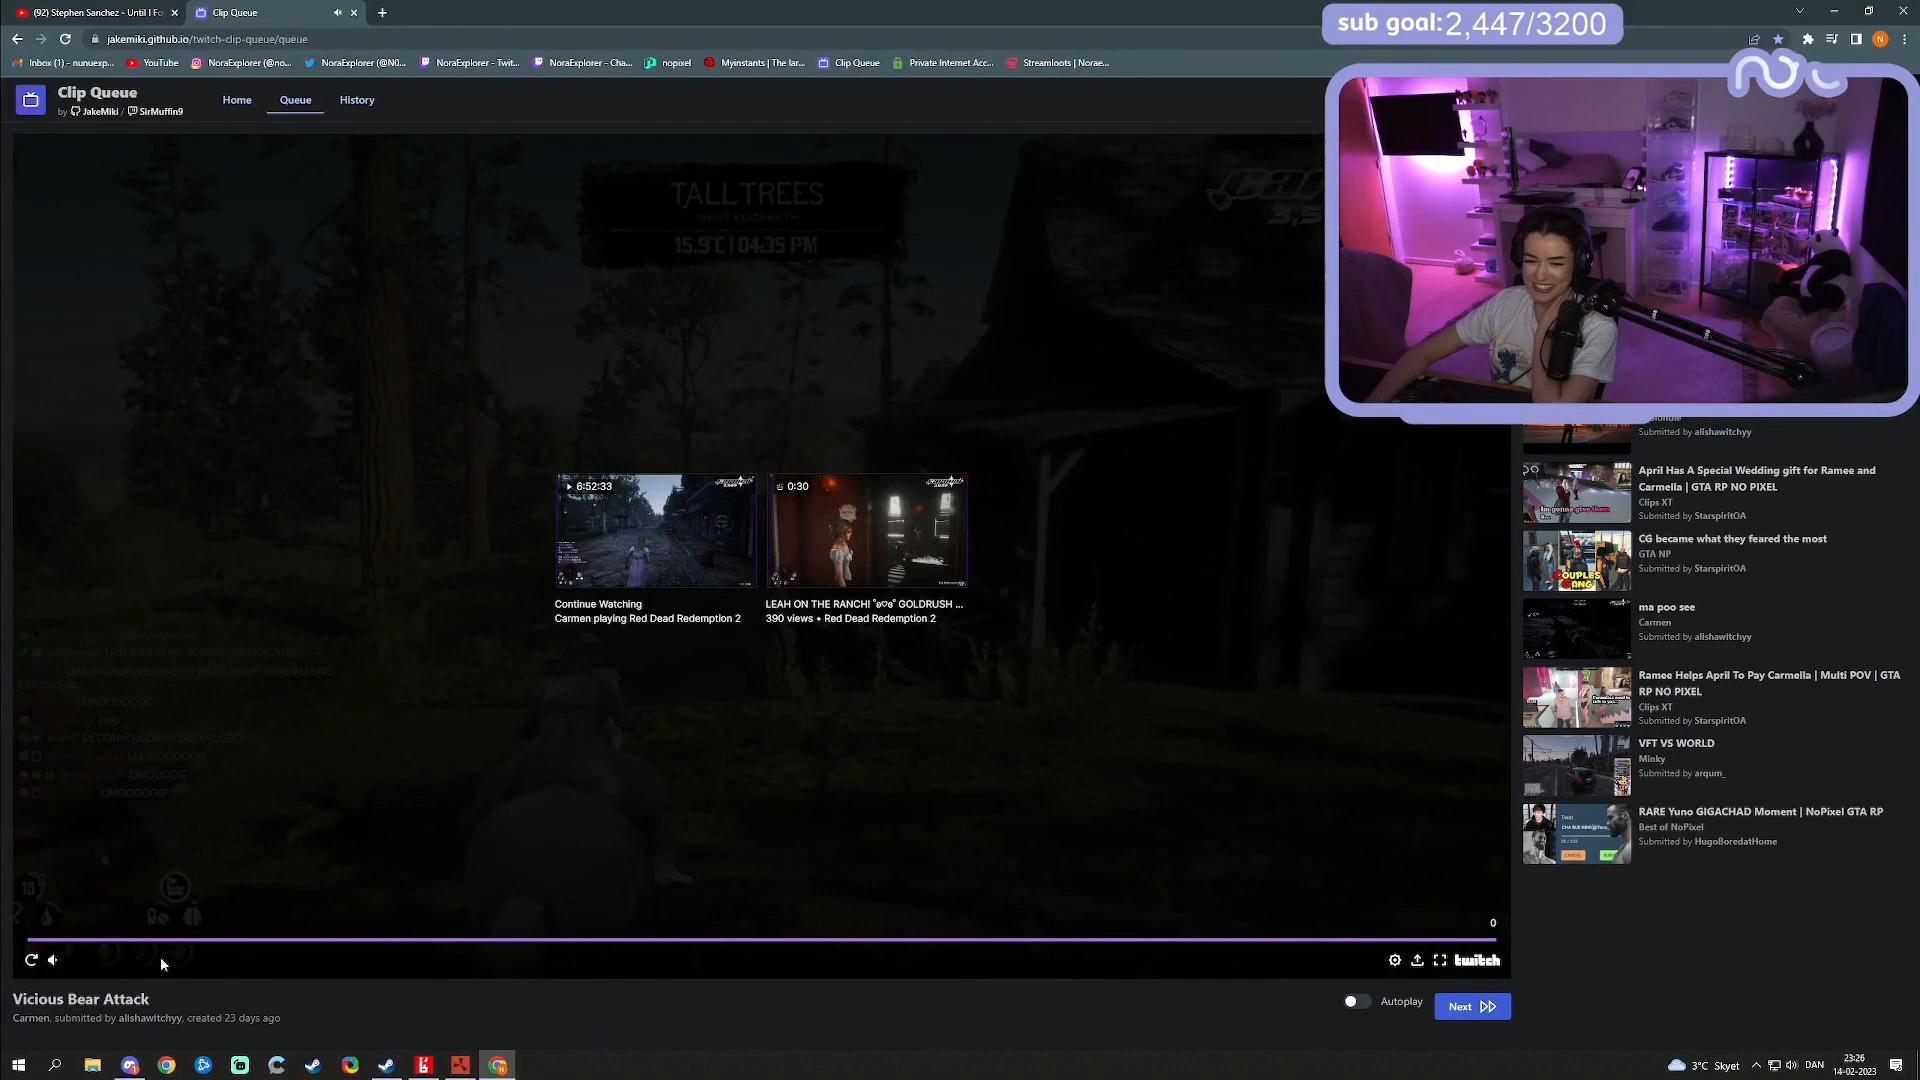 (92) Stephen Sanchez - Until I Fo
Clip Queue
sub goal:2,447/3200
jakemiki.github.io/twitch-clip-queue/queue
Inbox (1) - nunuexp...
YouTube
NoraExplorer (@no...
NoraExplorer (@N0...
NoraExplorer - Twit...
NoraExplorer - Cha...
nopixel
Myinstants | The lar...
Clip Queue
Private Internet Acc...
Streamloots | Norae...
Clip Queue
by JakeMiki / SirMuffin9
Home
Queue
History
TALL TREES
WEST ELIZABETH
15.9°C | 04:35 PM
6:52:33
0:30
Continue Watching
Carmen playing Red Dead Redemption 2
LEAH ON THE RANCH! ˚ʚ♡ɞ˚ GOLDRUSH ...
390 views • Red Dead Redemption 2
LMAOOOOOO
OMGGGGG
OMGGGGGG
0
twitch
Submitted by alishawitchyy
April Has A Special Wedding gift for Ramee and
Carmella | GTA RP NO PIXEL
Clips XT
Submitted by StarspiritOA
COUPLES
GANG
CG became what they feared the most
GTA NP
Submitted by StarspiritOA
ma poo see
Carmen
Submitted by alishawitchyy
Ramee Helps April To Pay Carmella | Multi POV | GTA
RP NO PIXEL
Clips XT
Submitted by StarspiritOA
VFT VS WORLD
Minky
Submitted by arqum_
RARE Yuno GIGACHAD Moment | NoPixel GTA RP
Best of NoPixel
Submitted by HugoBoredatHome
Vicious Bear Attack
Carmen, submitted by alishawitchyy, created 23 days ago
Autoplay
Next
3°C Skyet
DAN
23:26
14-02-2023